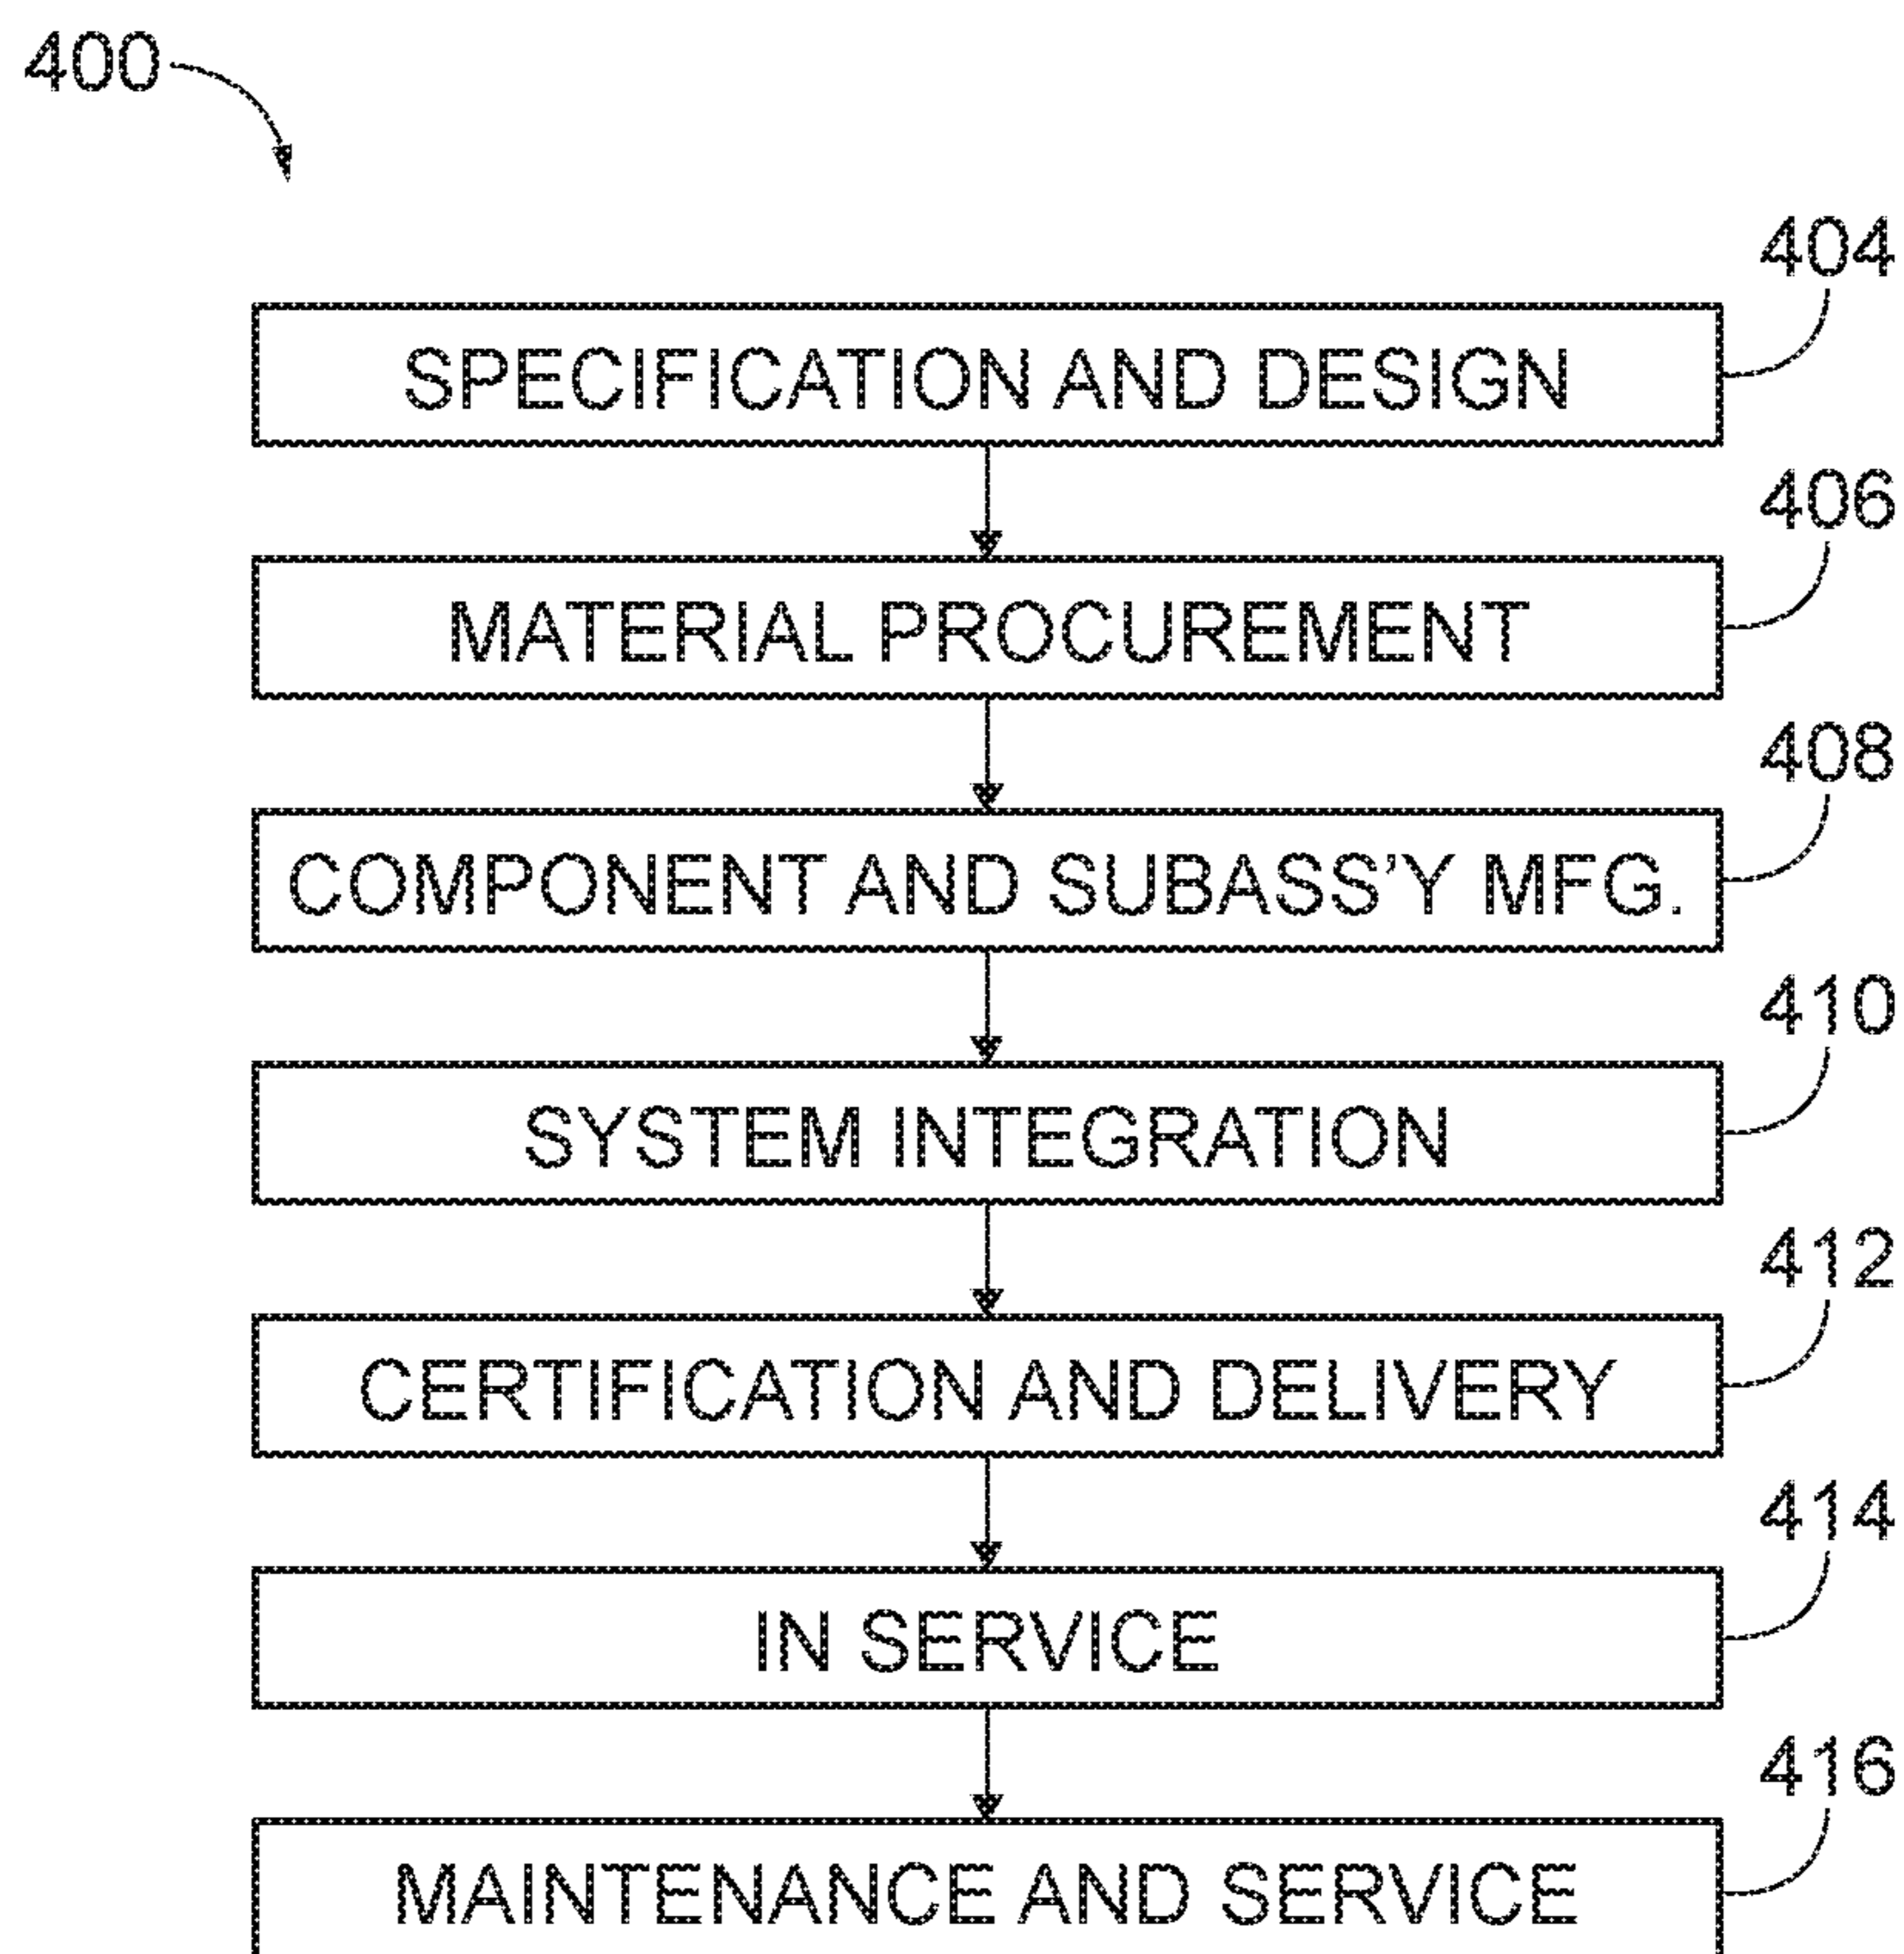 400
404
SPECIFICATION AND DESIGN
406
MATERIAL PROCUREMENT
408
COMPONENT AND SUBASS’Y MFG.
410
SYSTEM INTEGRATION
412
CERTIFICATION AND DELIVERY
414
IN SERVICE
416
MAINTENANCE AND SERVICE